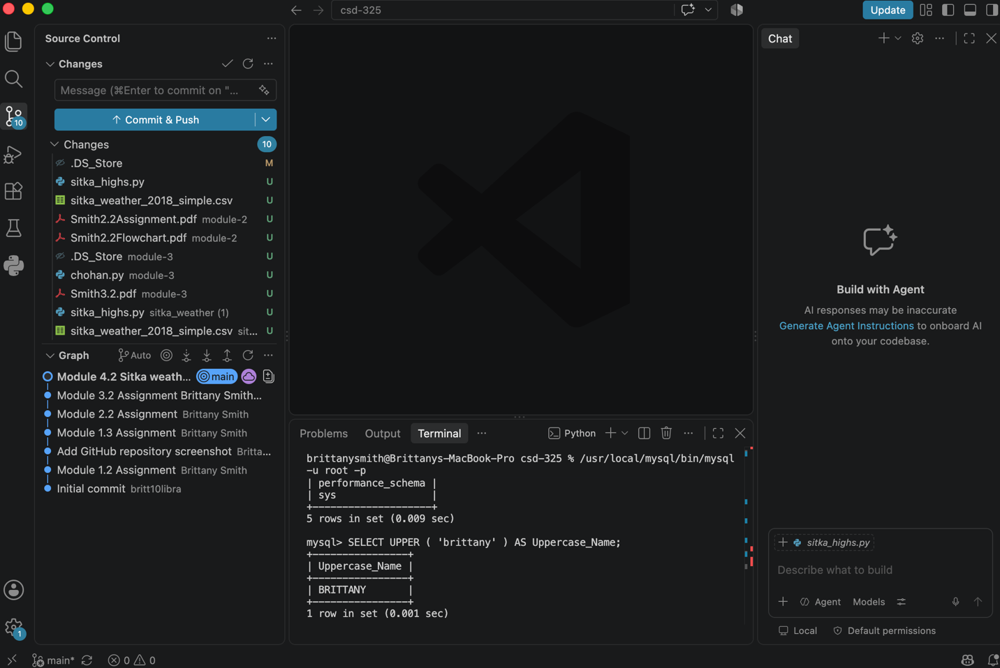 csd-325
Update
Source Control
Changes
Message (⌘Enter to commit on "...
Commit & Push
Changes 10
.DS_Store M
sitka_highs.py U
sitka_weather_2018_simple.csv U
Smith2.2Assignment.pdf module-2 U
Smith2.2Flowchart.pdf module-2 U
.DS_Store module-3 U
chohan.py module-3 U
Smith3.2.pdf module-3 U
sitka_highs.py sitka_weather (1) U
sitka_weather_2018_simple.csv sit... U
10
Graph Auto
Module 4.2 Sitka weath... main
Module 3.2 Assignment Brittany Smith...
Module 2.2 Assignment Brittany Smith
Module 1.3 Assignment Brittany Smith
Add GitHub repository screenshot Britta...
Module 1.2 Assignment Brittany Smith
Initial commit britt10libra
1
main* 0 0
Problems Output Terminal Python
brittanysmith@Brittanys-MacBook-Pro csd-325 % /usr/local/mysql/bin/mysql
-u root -p
| performance_schema |
| sys                |
+--------------------+
5 rows in set (0.009 sec)
mysql> SELECT UPPER ( 'brittany' ) AS Uppercase_Name;
+----------------+
| Uppercase_Name |
+----------------+
| BRITTANY       |
+----------------+
1 row in set (0.001 sec)
Chat
Build with Agent
AI responses may be inaccurate
Generate Agent Instructions to onboard AI
onto your codebase.
sitka_highs.py
Describe what to build
Agent Models
Local Default permissions